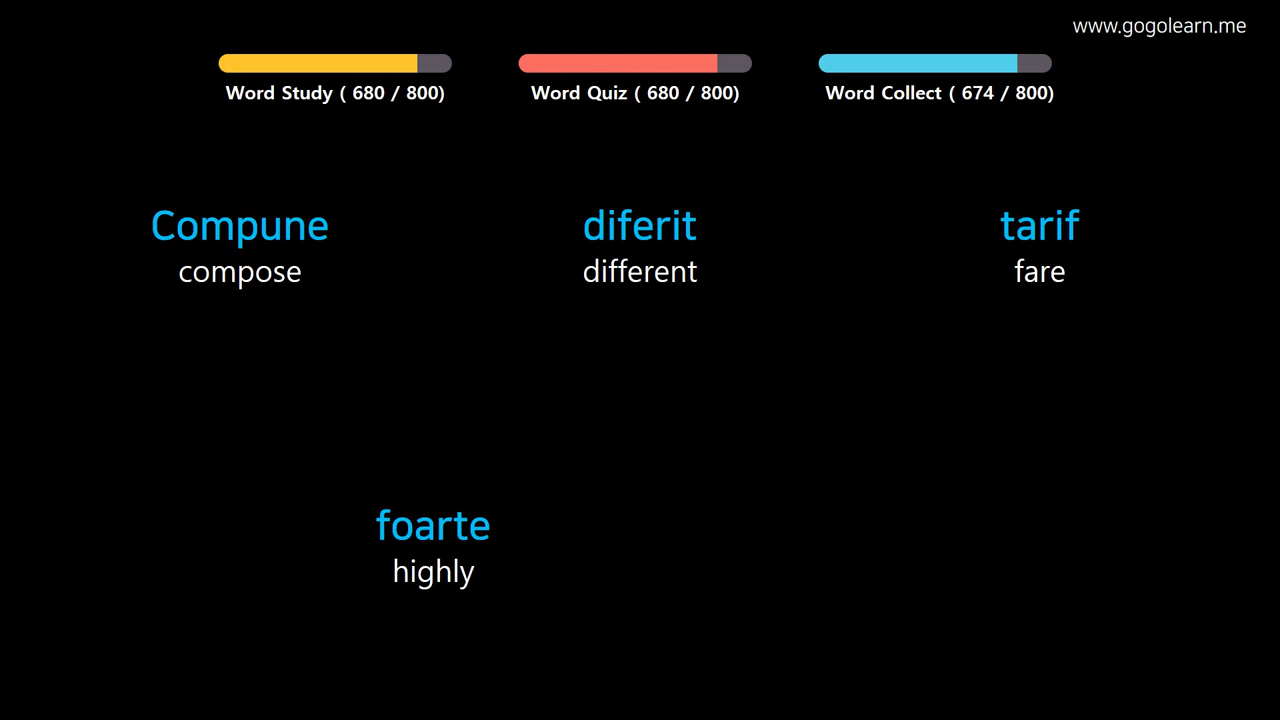 www.gogolearn.me
Word Study ( 680 / 800)
Word Quiz ( 680 / 800)
Word Collect ( 674 / 800)
Compune
compose
diferit
different
tarif
fare
foarte
highly